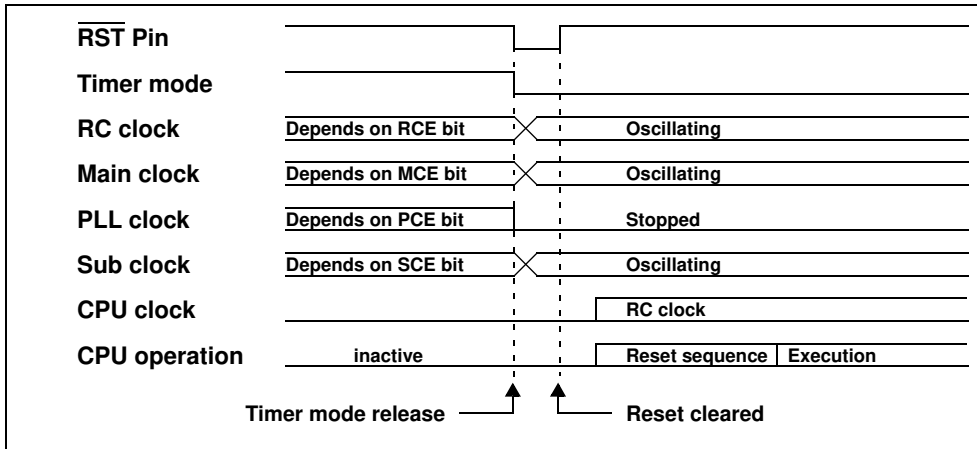 RST Pin
Timer mode
RC clock Depends on RCE bit Oscillating
Main clock Depends on MCE bit Oscillating
PLL clock Depends on PCE bit Stopped
Sub clock Depends on SCE bit Oscillating
CPU clock RC clock
CPU operation inactive Reset sequence Execution
Timer mode release Reset cleared